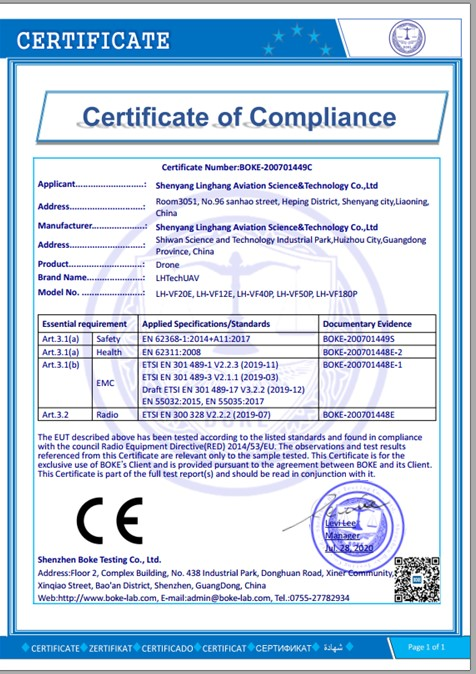 CERTIFICATE
Certificate of Compliance
Certificate Number:BOKE-200701449C
Applicant............................: Shenyang Linghang Aviation Science&Technology Co.,Ltd
Address............................: Room3051, No.96 sanhao street, Heping District, Shenyang city,Liaoning,
China
Manufacturer.....................: Shenyang Linghang Aviation Science&Technology Co.,Ltd
Address............................: Shiwan Science and Technology Industrial Park,Huizhou City,Guangdong
Province, China
Product............................: Drone
Brand Name.....................: LHTechUAV
Model No. .......................: LH-VF20E, LH-VF12E, LH-VF40P, LH-VF50P, LH-VF180P
Essential requirement Applied Specifications/Standards Documentary Evidence
Art.3.1(a) Safety EN 62368-1:2014+A11:2017 BOKE-200701449S
Art.3.1(a) Health EN 62311:2008 BOKE-200701448E-2
Art.3.1(b) EMC ETSI EN 301 489-1 V2.2.3 (2019-11) BOKE-200701448E-1
ETSI EN 301 489-3 V2.1.1 (2019-03)
Draft ETSI EN 301 489-17 V3.2.2 (2019-12)
EN 55032:2015, EN 55035:2017
Art.3.2 Radio ETSI EN 300 328 V2.2.2 (2019-07) BOKE-200701448E
The EUT described above has been tested according to the listed standards and found in compliance
with the council Radio Equipment Directive(RED) 2014/53/EU. The observations and test results
referenced from this Certificate are relevant only to the sample tested. This Certificate is for the
exclusive use of BOKE's Client and is provided pursuant to the agreement between BOKE and its Client.
This Certificate is part of the full test report(s) and should be read in conjunction with it.
CE
Levi Lee
Manager
Jul. 28, 2020
Shenzhen Boke Testing Co., Ltd.
Address:Floor 2, Complex Building, No. 438 Industrial Park, Donghuan Road, Xiner Community,
Xinqiao Street, Bao'an District, Shenzhen, GuangDong, China
Web:http://www.boke-lab.com, E-mail:admin@boke-lab.com, Tel.:0755-27782934
CERTIFICATE ZERTIFIKAT CERTIFICADO CERTIFICAT СЕРТИФИКАТ شهادة
Page 1 of 1